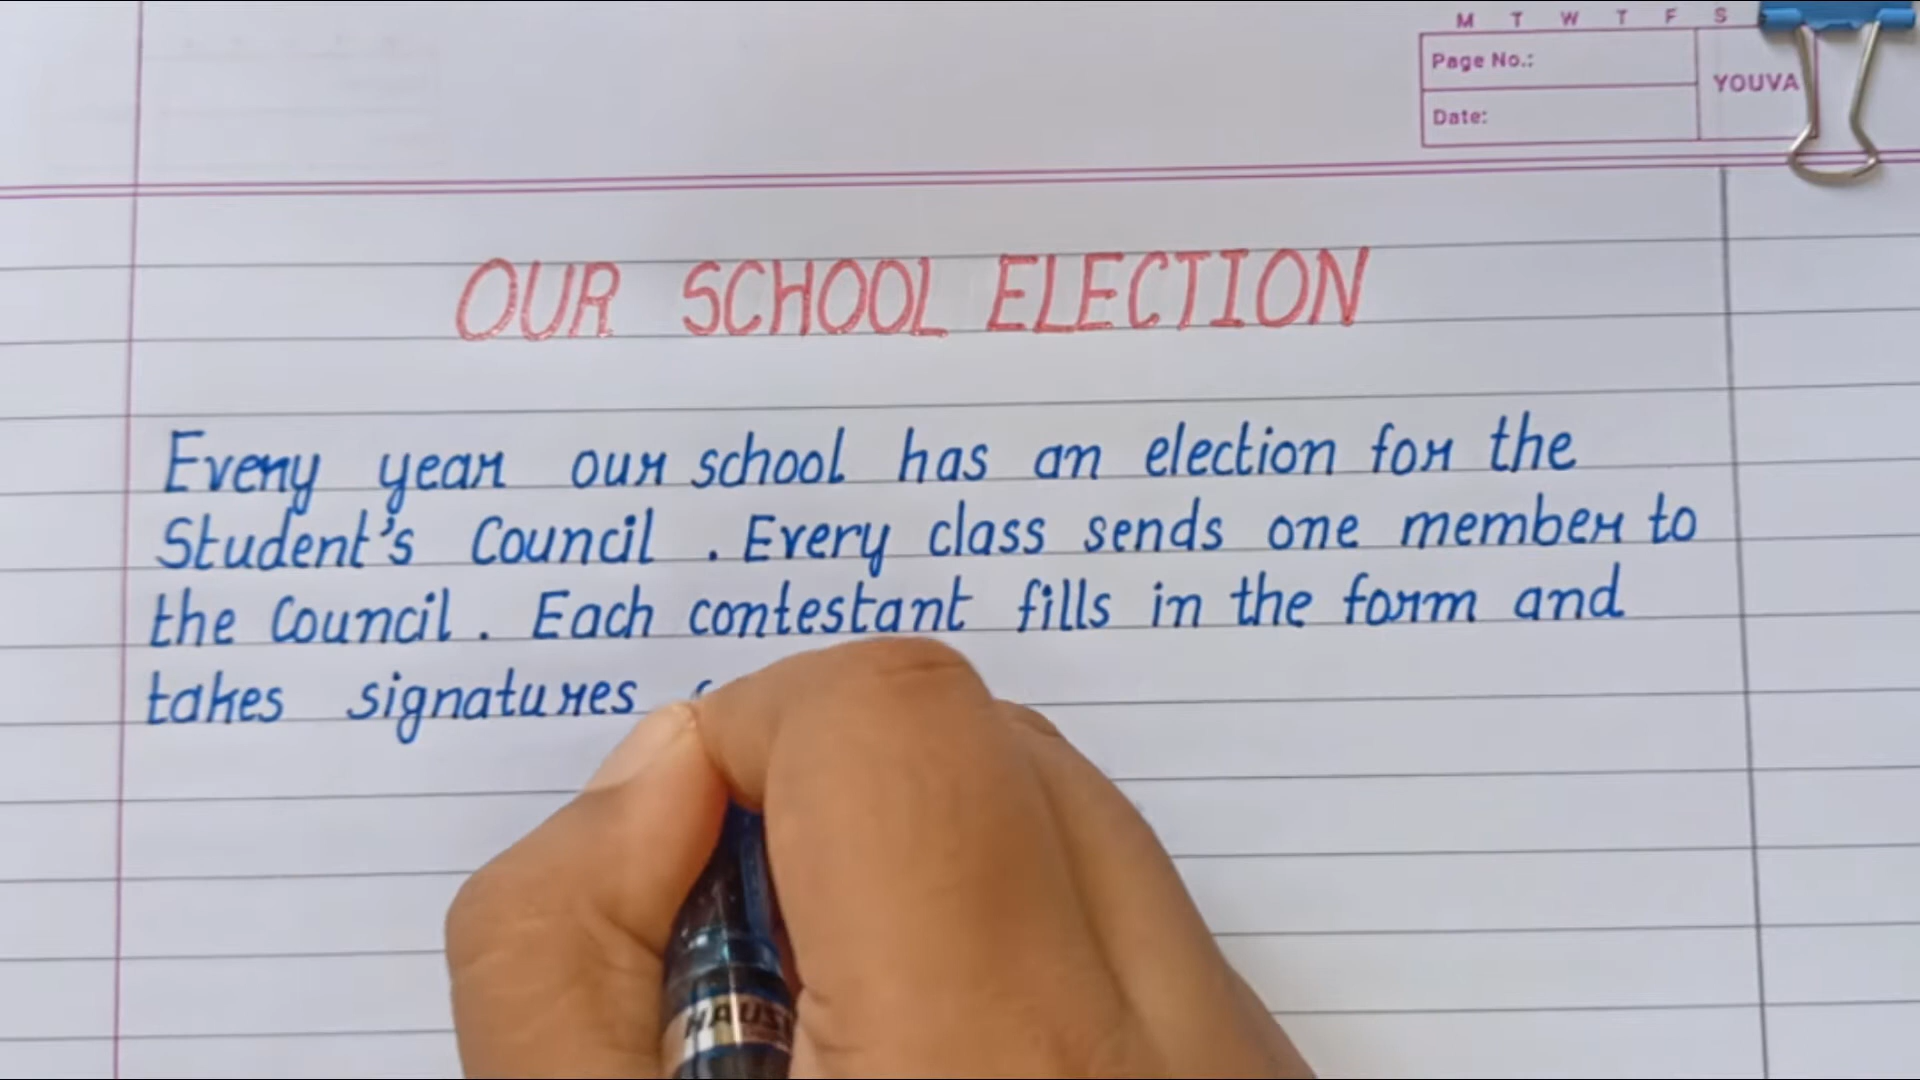 M T W T F S
Page No.:
YOUVA
Date:
OUR SCHOOL ELECTION
Every year our school has an election for the
Student's Council . Every class sends one member to
the Council . Each contestant fills in the form and
takes signatures